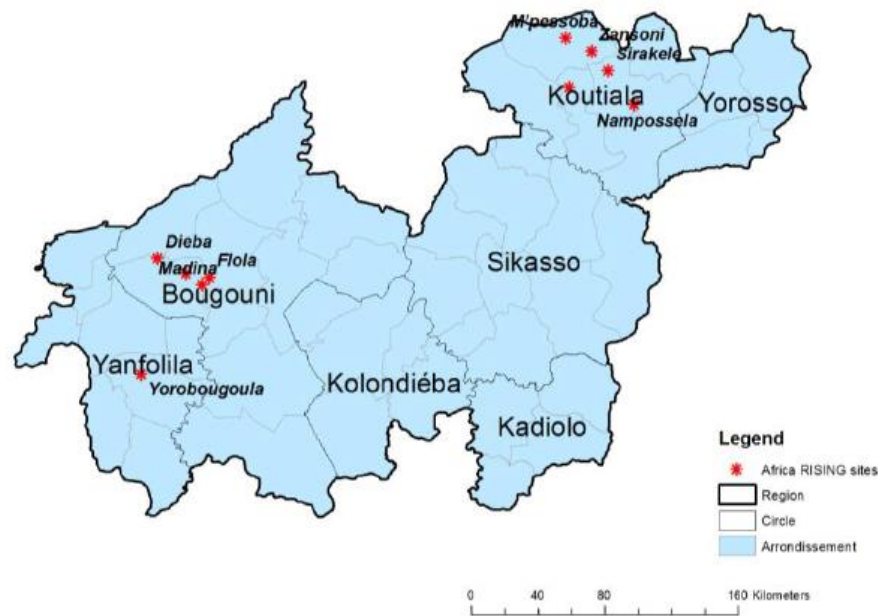 M'pessoba
Zansoni
Sirakele
Koutiala
Yorosso
Nampossela
Dieba
Madina
Flola
Bougouni
Sikasso
Yanfolila
Yorobougoula
Kolondiéba
Kadiolo
Legend
Africa RISING sites
Region
Circle
Arrondissement
0 40 80 160 Kilometers